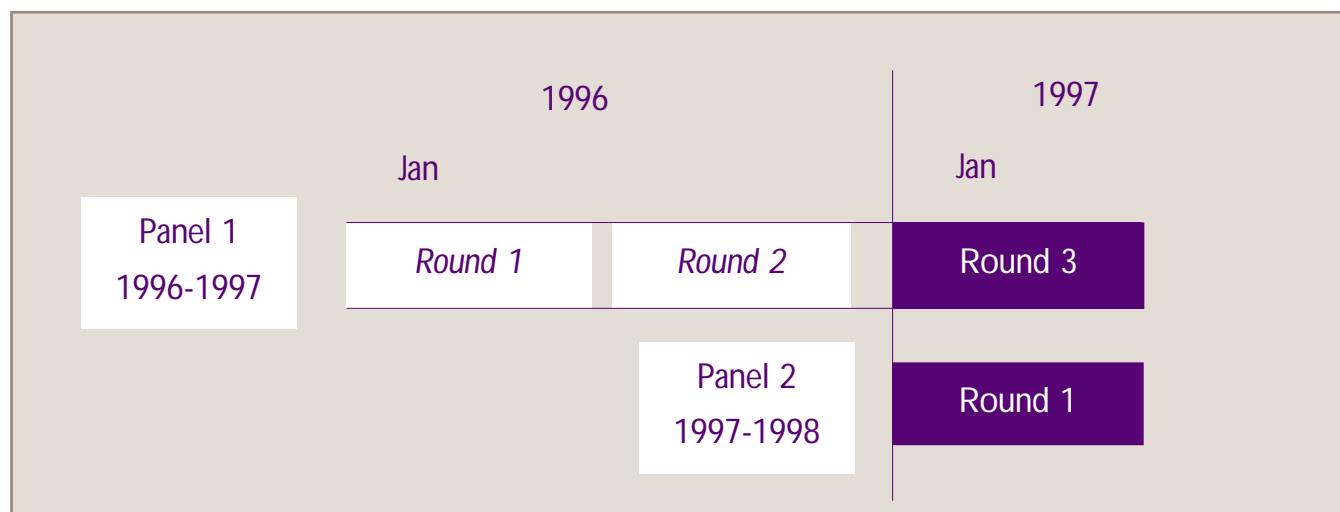 1996
1997
Jan
Jan
Panel 1
1996-1997
Round 1
Round 2
Round 3
Panel 2
1997-1998
Round 1